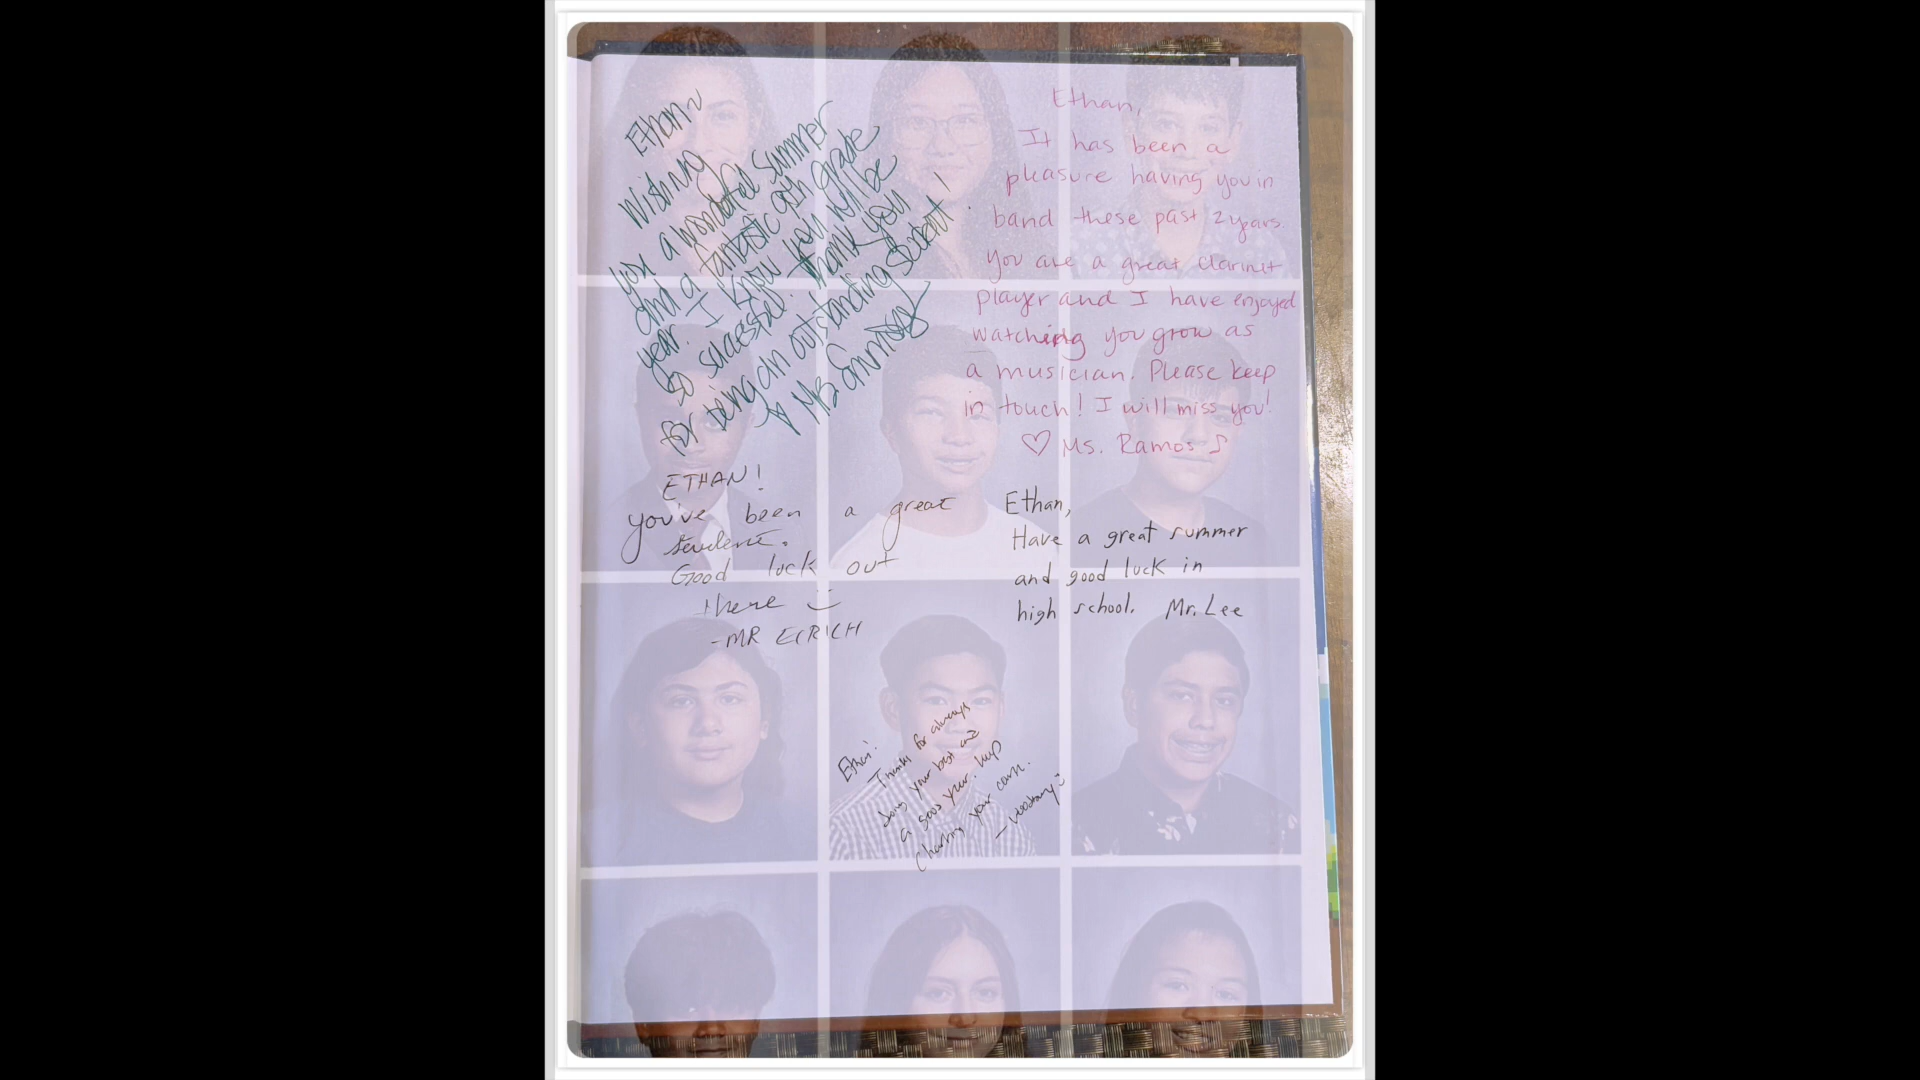 Ethan~
Wishing
you a wonderful summer
and a fantastic 9th grade
year. I know you will be
so successful. Thank you
for being an outstanding student!
Ms.
Ethan,
It has been a
pleasure having you in
band these past 2 years.
You are a great clarinet
player and I have enjoyed
watching you grow as
a musician. Please keep
in touch! I will miss you!
♡ Ms. Ramos ♪
ETHAN!
you've been a great
student.
Good luck out
there
-MR
Ethan,
Have a great summer
and good luck in
high school. Mr. Lee
Ethan!
Thanks for always
doing your best and
a good year. keep
charting your own.